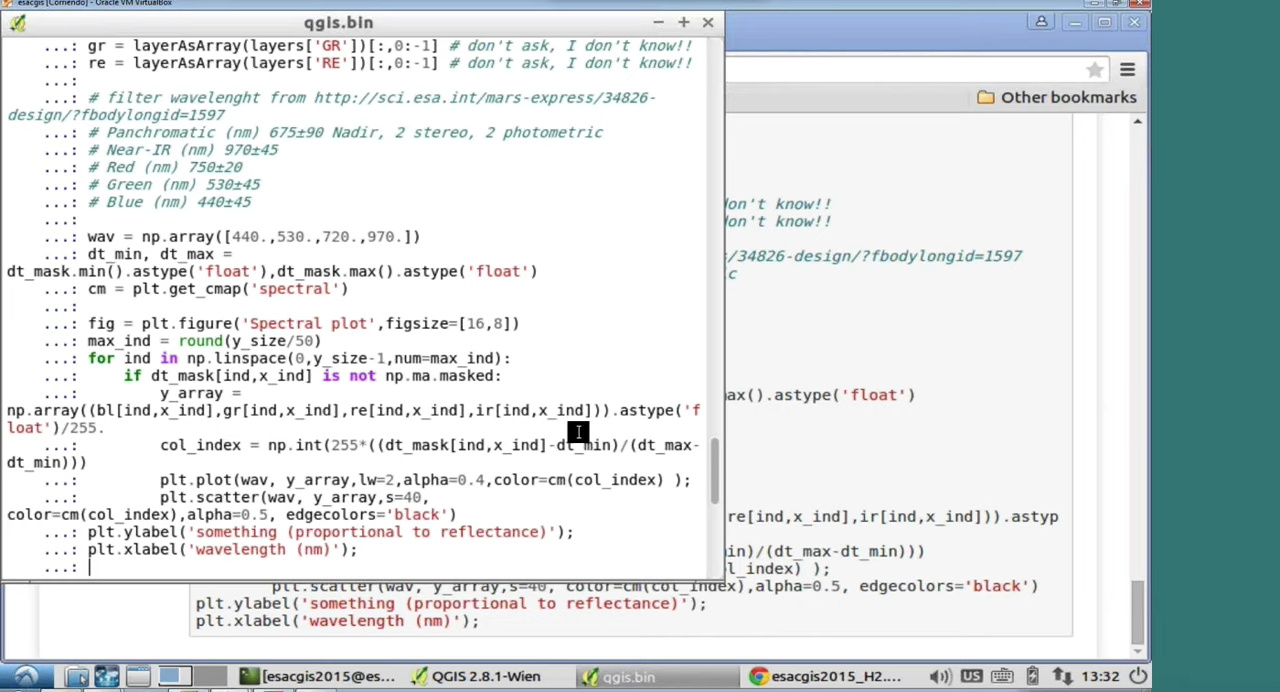 esacgis [Corriendo] - Oracle VM VirtualBox
qgis.bin
...: gr = layerAsArray(layers['GR'])[:,0:-1] # don't ask, I don't know!!
...: re = layerAsArray(layers['RE'])[:,0:-1] # don't ask, I don't know!!
...:
...: # filter wavelenght from http://sci.esa.int/mars-express/34826-
design/?fbodylongid=1597
...: # Panchromatic (nm) 675±90 Nadir, 2 stereo, 2 photometric
...: # Near-IR (nm) 970±45
...: # Red (nm) 750±20
...: # Green (nm) 530±45
...: # Blue (nm) 440±45
...:
...: wav = np.array([440.,530.,720.,970.])
...: dt_min, dt_max =
dt_mask.min().astype('float'),dt_mask.max().astype('float')
...: cm = plt.get_cmap('spectral')
...:
...: fig = plt.figure('Spectral plot',figsize=[16,8])
...: max_ind = round(y_size/50)
...: for ind in np.linspace(0,y_size-1,num=max_ind):
...: if dt_mask[ind,x_ind] is not np.ma.masked:
...: y_array =
np.array((bl[ind,x_ind],gr[ind,x_ind],re[ind,x_ind],ir[ind,x_ind])).astype('f
loat')/255.
...: col_index = np.int(255*((dt_mask[ind,x_ind]-dt_min)/(dt_max-
dt_min)))
...: plt.plot(wav, y_array,lw=2,alpha=0.4,color=cm(col_index) );
...: plt.scatter(wav, y_array,s=40,
color=cm(col_index),alpha=0.5, edgecolors='black')
...: plt.ylabel('something (proportional to reflectance)');
...: plt.xlabel('wavelength (nm)');
...:
Other bookmarks
don't know!!
don't know!!
/34826-design/?fbodylongid=1597
c
ax().astype('float')
re[ind,x_ind],ir[ind,x_ind])).astyp
in)/(dt_max-dt_min)))
l_index) );
plt.scatter(wav, y_array,s=40, color=cm(col_index),alpha=0.5, edgecolors='black')
plt.ylabel('something (proportional to reflectance)');
plt.xlabel('wavelength (nm)');
[esacgis2015@es...
QGIS 2.8.1-Wien
qgis.bin
esacgis2015_H2....
US
13:32